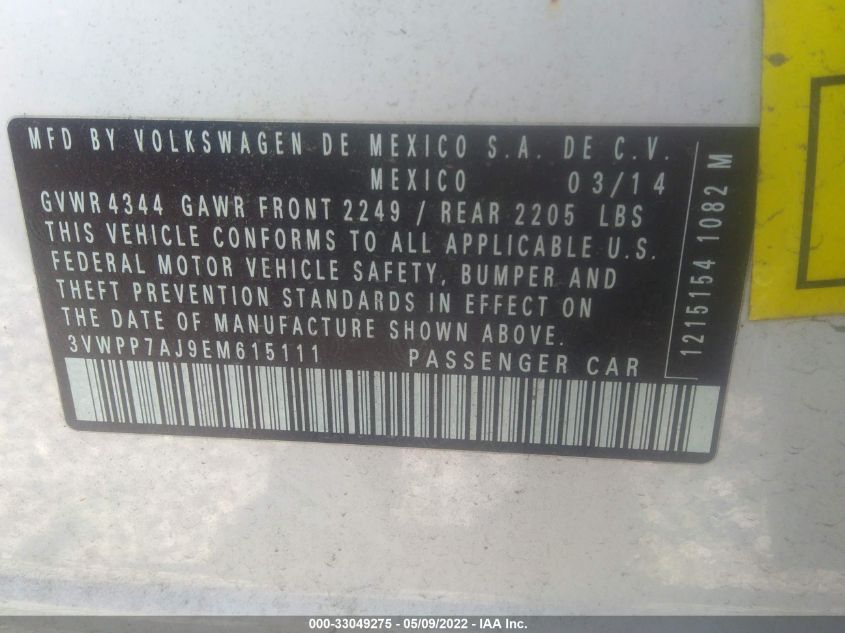 MFD BY VOLKSWAGEN DE MEXICO S.A. DE C.V.
MEXICO 03/14
GVWR 4344 GAWR FRONT 2249 / REAR 2205 LBS
THIS VEHICLE CONFORMS TO ALL APPLICABLE U.S.
FEDERAL MOTOR VEHICLE SAFETY, BUMPER AND
THEFT PREVENTION STANDARDS IN EFFECT ON
THE DATE OF MANUFACTURE SHOWN ABOVE.
3VWPP7AJ9EM615111 PASSENGER CAR
1215154 1082 M
000-33049275 - 05/09/2022 - IAA Inc.